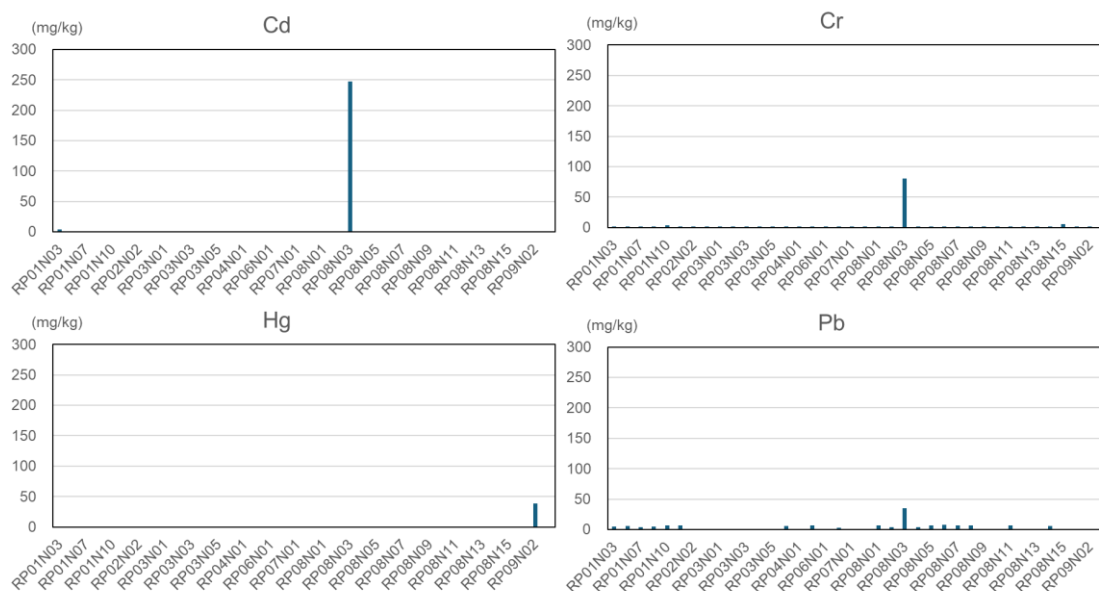 Cd
(mg/kg)
300
250
200
150
100
50
0
RP01N03
RP01N07
RP01N10
RP02N02
RP03N01
RP03N03
RP03N05
RP04N01
RP06N01
RP07N01
RP08N01
RP08N03
RP08N05
RP08N07
RP08N09
RP08N11
RP08N13
RP08N15
RP09N02
Cr
(mg/kg)
300
250
200
150
100
50
0
RP01N03
RP01N07
RP01N10
RP02N02
RP03N01
RP03N03
RP03N05
RP04N01
RP06N01
RP07N01
RP08N01
RP08N03
RP08N05
RP08N07
RP08N09
RP08N11
RP08N13
RP08N15
RP09N02
Hg
(mg/kg)
300
250
200
150
100
50
0
RP01N03
RP01N07
RP01N10
RP02N02
RP03N01
RP03N03
RP03N05
RP04N01
RP06N01
RP07N01
RP08N01
RP08N03
RP08N05
RP08N07
RP08N09
RP08N11
RP08N13
RP08N15
RP09N02
Pb
(mg/kg)
300
250
200
150
100
50
0
RP01N03
RP01N07
RP01N10
RP02N02
RP03N01
RP03N03
RP03N05
RP04N01
RP06N01
RP07N01
RP08N01
RP08N03
RP08N05
RP08N07
RP08N09
RP08N11
RP08N13
RP08N15
RP09N02